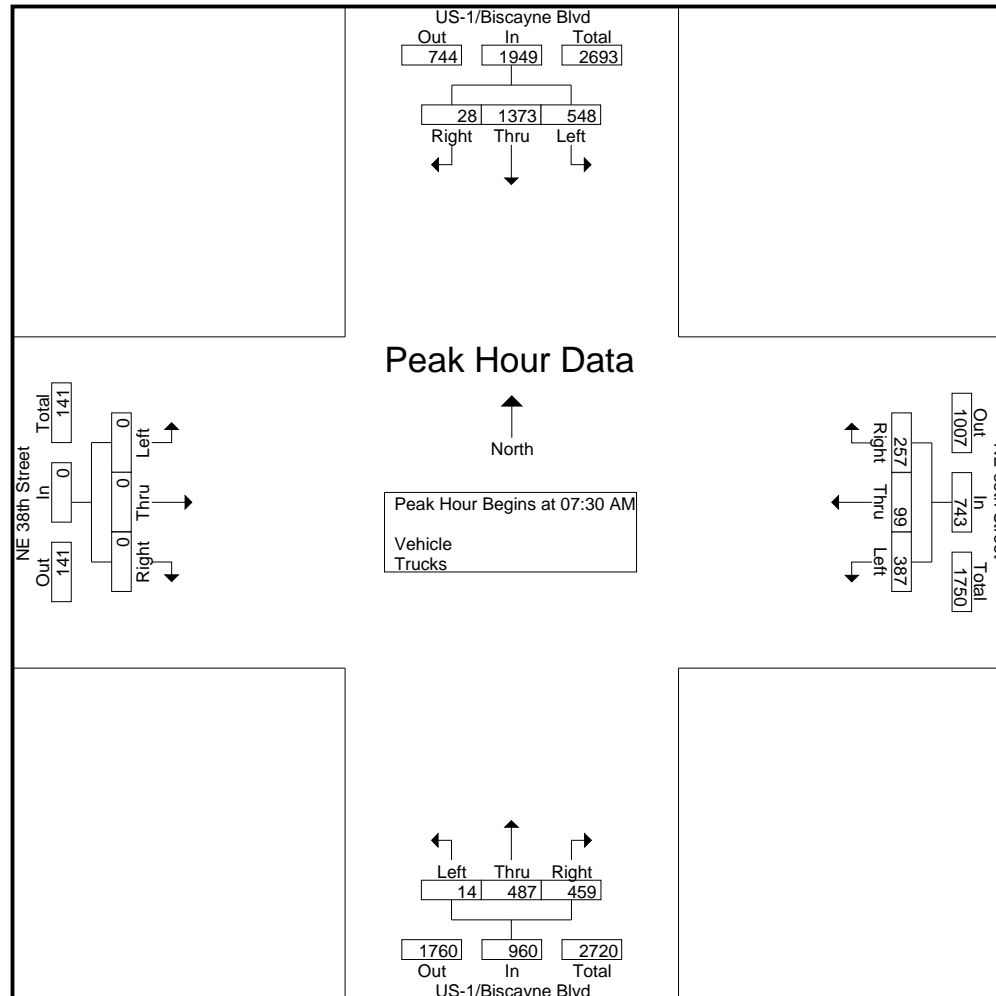 US-1/Biscayne Blvd
Out In Total
744 1949 2693
28 1373 548
Right Thru Left
Peak Hour Data
North
Peak Hour Begins at 07:30 AM
Vehicle
Trucks
NE 38th Street
Out In Total
141 0 141
0 0 0
Left Thru Right
Out In Total
1007 743 1750
257 99 387
Right Thru Left
Left Thru Right
14 487 459
1760 960 2720
Out In Total
US-1/Biscayne Blvd